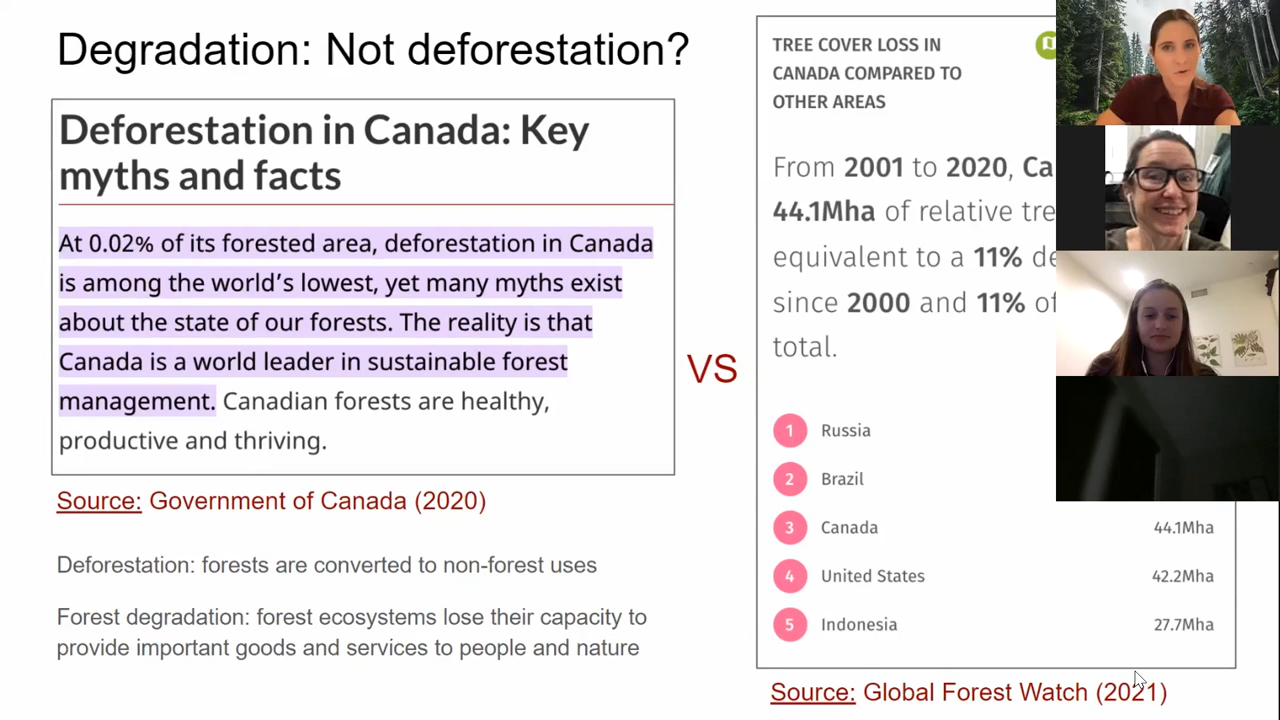 Degradation: Not deforestation?
Deforestation in Canada: Key
myths and facts
At 0.02% of its forested area, deforestation in Canada
is among the world's lowest, yet many myths exist
about the state of our forests. The reality is that
Canada is a world leader in sustainable forest
management. Canadian forests are healthy,
productive and thriving.
Source: Government of Canada (2020)
Deforestation: forests are converted to non-forest uses
Forest degradation: forest ecosystems lose their capacity to
provide important goods and services to people and nature
VS
TREE COVER LOSS IN
CANADA COMPARED TO
OTHER AREAS
From 2001 to 2020,
44.1Mha of relative
equivalent to a 11%
since 2000 and 11% of
total.
1 Russia
2 Brazil
3 Canada 44.1Mha
4 United States 42.2Mha
5 Indonesia 27.7Mha
Source: Global Forest Watch (2021)